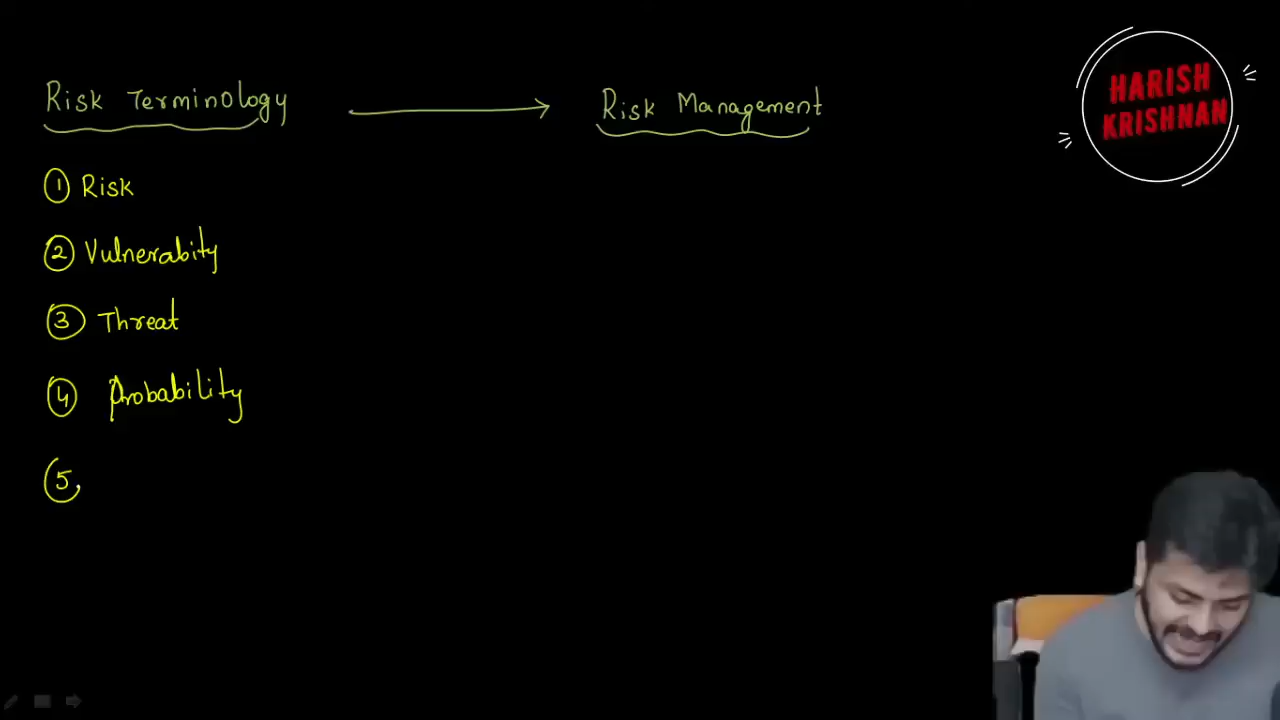 Risk Terminology Risk Management
HARISH
KRISHNAN
1 Risk
2 Vulnerabity
3 Threat
4 Probability
5